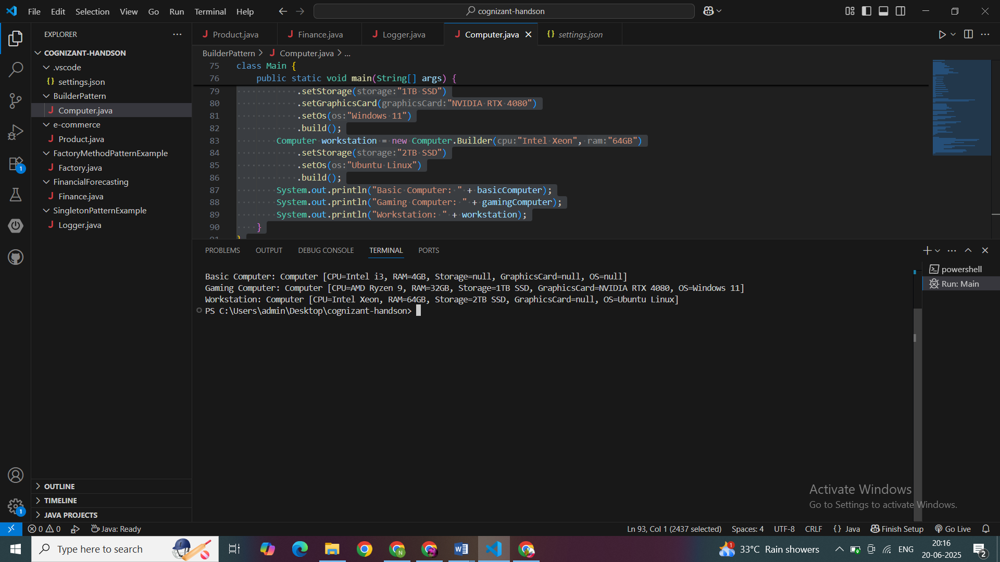 File Edit Selection View Go Run Terminal Help
cognizant-handson
EXPLORER
COGNIZANT-HANDSON
.vscode
settings.json
BuilderPattern
Computer.java
e-commerce
Product.java
FactoryMethodPatternExample
Factory.java
FinancialForecasting
Finance.java
SingletonPatternExample
Logger.java
OUTLINE
TIMELINE
JAVA PROJECTS
Product.java Finance.java Logger.java Computer.java settings.json
BuilderPattern > Computer.java > ...
75 class Main {
76 public static void main(String[] args) {
79 .setStorage(storage:"1TB SSD")
80 .setGraphicsCard(graphicsCard:"NVIDIA RTX 4080")
81 .setOs(os:"Windows 11")
82 .build();
83 Computer workstation = new Computer.Builder(cpu:"Intel Xeon", ram:"64GB")
84 .setStorage(storage:"2TB SSD")
85 .setOs(os:"Ubuntu Linux")
86 .build();
87 System.out.println("Basic Computer: " + basicComputer);
88 System.out.println("Gaming Computer: " + gamingComputer);
89 System.out.println("Workstation: " + workstation);
90 }
PROBLEMS OUTPUT DEBUG CONSOLE TERMINAL PORTS
Basic Computer: Computer [CPU=Intel i3, RAM=4GB, Storage=null, GraphicsCard=null, OS=null]
Gaming Computer: Computer [CPU=AMD Ryzen 9, RAM=32GB, Storage=1TB SSD, GraphicsCard=NVIDIA RTX 4080, OS=Windows 11]
Workstation: Computer [CPU=Intel Xeon, RAM=64GB, Storage=2TB SSD, GraphicsCard=null, OS=Ubuntu Linux]
PS C:\Users\admin\Desktop\cognizant-handson>
powershell
Run: Main
Activate Windows
Go to Settings to activate Windows.
0 0 Java: Ready
Ln 93, Col 1 (2437 selected) Spaces: 4 UTF-8 CRLF {} Java Finish Setup Go Live
Type here to search
33°C Rain showers ENG
20:16
20-06-2025
2